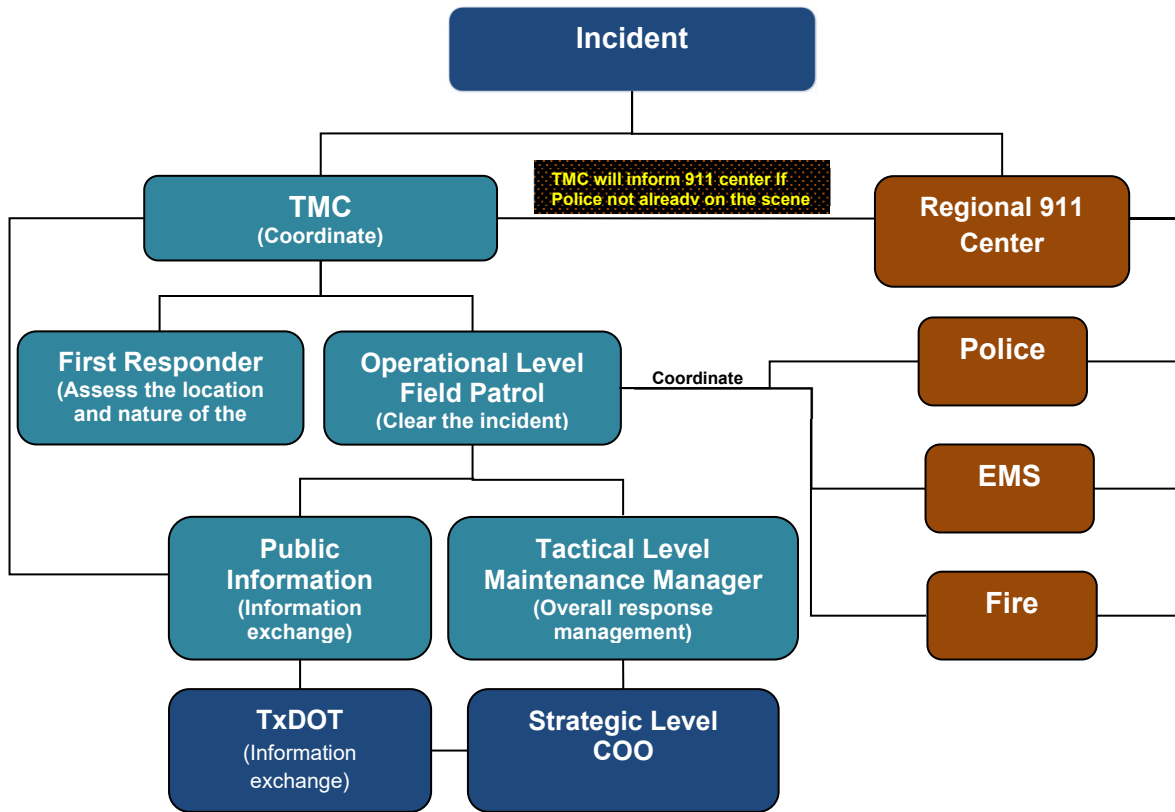 Incident
TMC will inform 911 center If
Police not already on the scene
TMC
(Coordinate)
Regional 911
Center
First Responder
(Assess the location
and nature of the
Operational Level
Field Patrol
(Clear the incident)
Coordinate
Police
EMS
Public
Information
(Information
exchange)
Tactical Level
Maintenance Manager
(Overall response
management)
Fire
TxDOT
(Information
exchange)
Strategic Level
COO